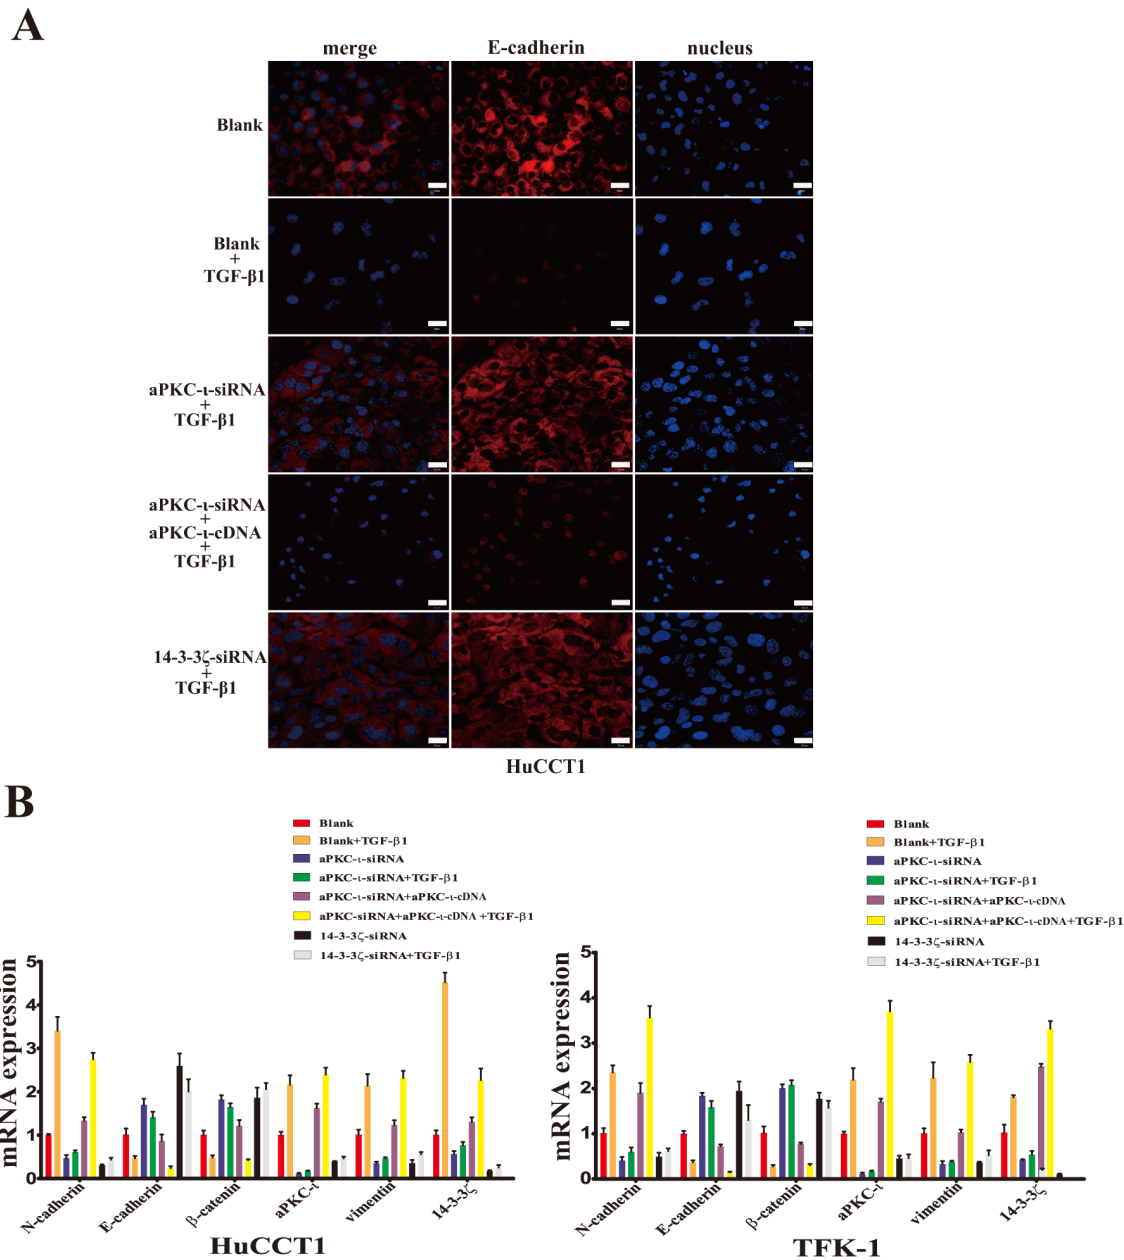 A
merge E-cadherin nucleus
Blank
Blank
+
TGF-β1
aPKC-ι-siRNA
+
TGF-β1
aPKC-ι-siRNA
+
aPKC-ι-cDNA
+
TGF-β1
14-3-3ζ-siRNA
+
TGF-β1
HuCCT1
B
Blank
Blank+TGF-β1
aPKC-ι-siRNA
aPKC-ι-siRNA+TGF-β1
aPKC-ι-siRNA+aPKC-ι-cDNA
aPKC-siRNA+aPKC-ι-cDNA +TGF-β1
14-3-3ζ-siRNA
14-3-3ζ-siRNA+TGF-β1
mRNA expression
5
4
3
2
1
0
N-cadherin
E-cadherin
β-catenin
aPKC-ι
vimentin
14-3-3ζ
HuCCT1
Blank
Blank+TGF-β1
aPKC-ι-siRNA
aPKC-ι-siRNA+TGF-β1
aPKC-ι-siRNA+aPKC-ι-cDNA
aPKC-ι-siRNA+aPKC-ι-cDNA+TGF-β1
14-3-3ζ-siRNA
14-3-3ζ-siRNA+TGF-β1
mRNA expression
5
4
3
2
1
0
N-cadherin
E-cadherin
β-catenin
aPKC-ι
vimentin
14-3-3ζ
TFK-1